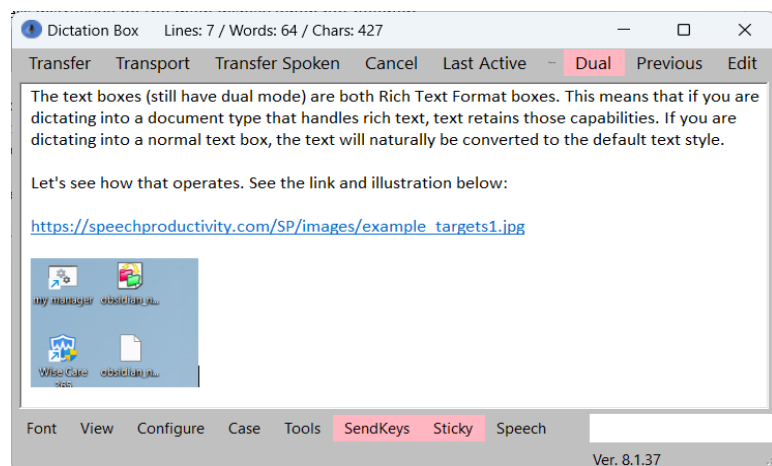 Dictation Box Lines: 7 / Words: 64 / Chars: 427
Transfer Transport Transfer Spoken Cancel Last Active – Dual Previous Edit
The text boxes (still have dual mode) are both Rich Text Format boxes. This means that if you are
dictating into a document type that handles rich text, text retains those capabilities. If you are
dictating into a normal text box, the text will naturally be converted to the default text style.
Let's see how that operates. See the link and illustration below:
https://speechproductivity.com/SP/images/example_targets1.jpg
my manager obsidian_n...
Wise Care obsidian_n...
365
Font View Configure Case Tools SendKeys Sticky Speech
Ver. 8.1.37